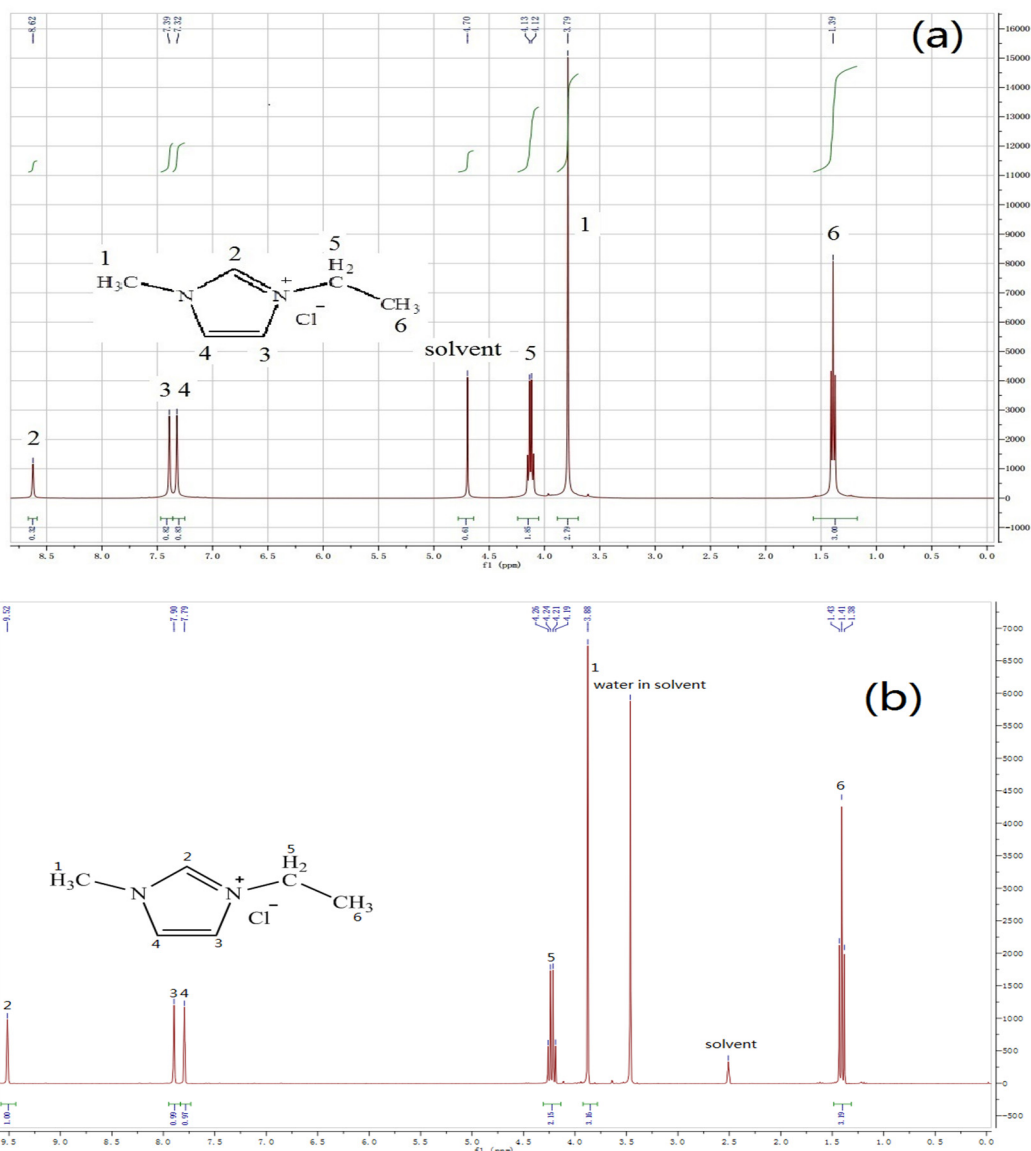 8.62 7.39 7.32 4.70 4.13 4.12 3.79 1.39
(a)
16000
15000
14000
13000
12000
11000
10000
9000
8000
7000
6000
5000
4000
3000
2000
1000
0
-1000
1
5
H₃C
2
H₂
C
N
+
N
Cl⁻
CH₃
6
4
3
solvent
5
1
6
3 4
2
0.32 0.82 0.83 0.61 1.85 2.79 3.00
8.5 8.0 7.5 7.0 6.5 6.0 5.5 5.0 4.5 4.0 3.5 3.0 2.5 2.0 1.5 1.0 0.5 0.0
f1 (ppm)
9.52 7.90 7.79 4.26 4.24 4.21 4.19 3.88 1.43 1.41 1.38
(b)
7000
6500
6000
5500
5000
4500
4000
3500
3000
2500
2000
1500
1000
500
0
-500
1
water in solvent
6
5
1
H₃C
2
H₂
C
N
+
N
Cl⁻
CH₃
6
4
3
5
2
3 4
solvent
1.00 0.99 0.97 2.15 3.16 3.19
9.5 9.0 8.5 8.0 7.5 7.0 6.5 6.0 5.5 5.0 4.5 4.0 3.5 3.0 2.5 2.0 1.5 1.0 0.5 0.0
f1 (ppm)